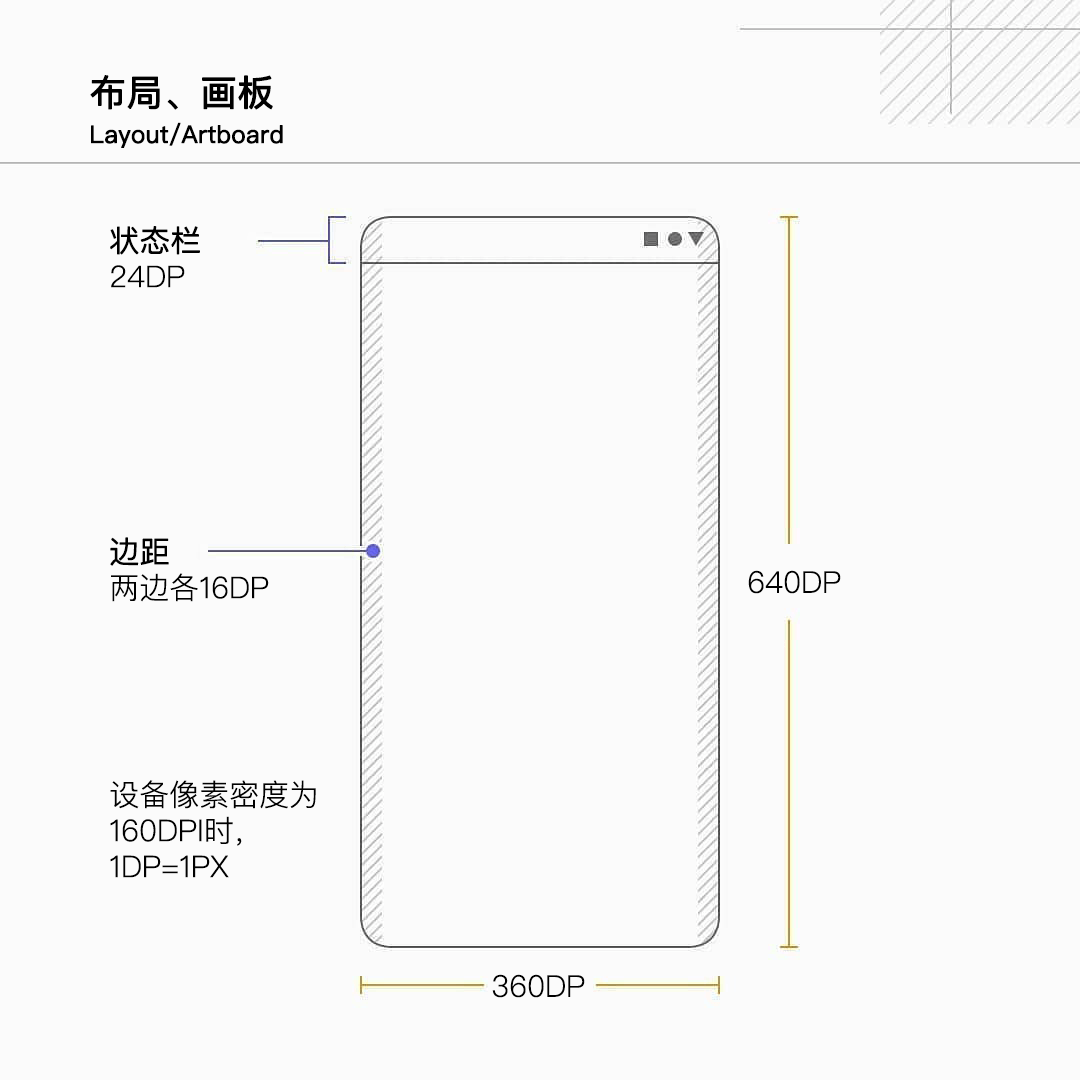 布局、画板
Layout/Artboard
状态栏
24DP
边距
两边各16DP
640DP
设备像素密度为
160DPI时，
1DP=1PX
360DP